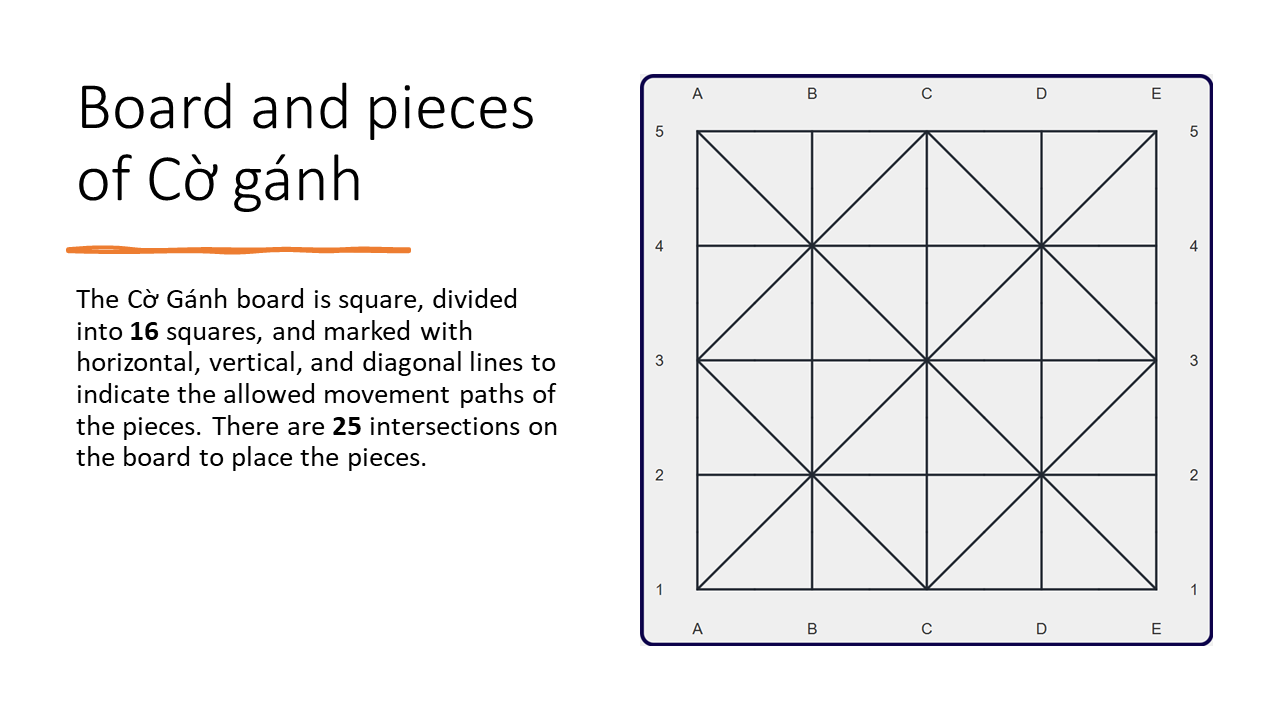 Board and pieces
of Cờ gánh
The Cờ Gánh board is square, divided
into 16 squares, and marked with
horizontal, vertical, and diagonal lines to
indicate the allowed movement paths of
the pieces. There are 25 intersections on
the board to place the pieces.
A B C D E
5 5
4 4
3 3
2 2
1 1
A B C D E